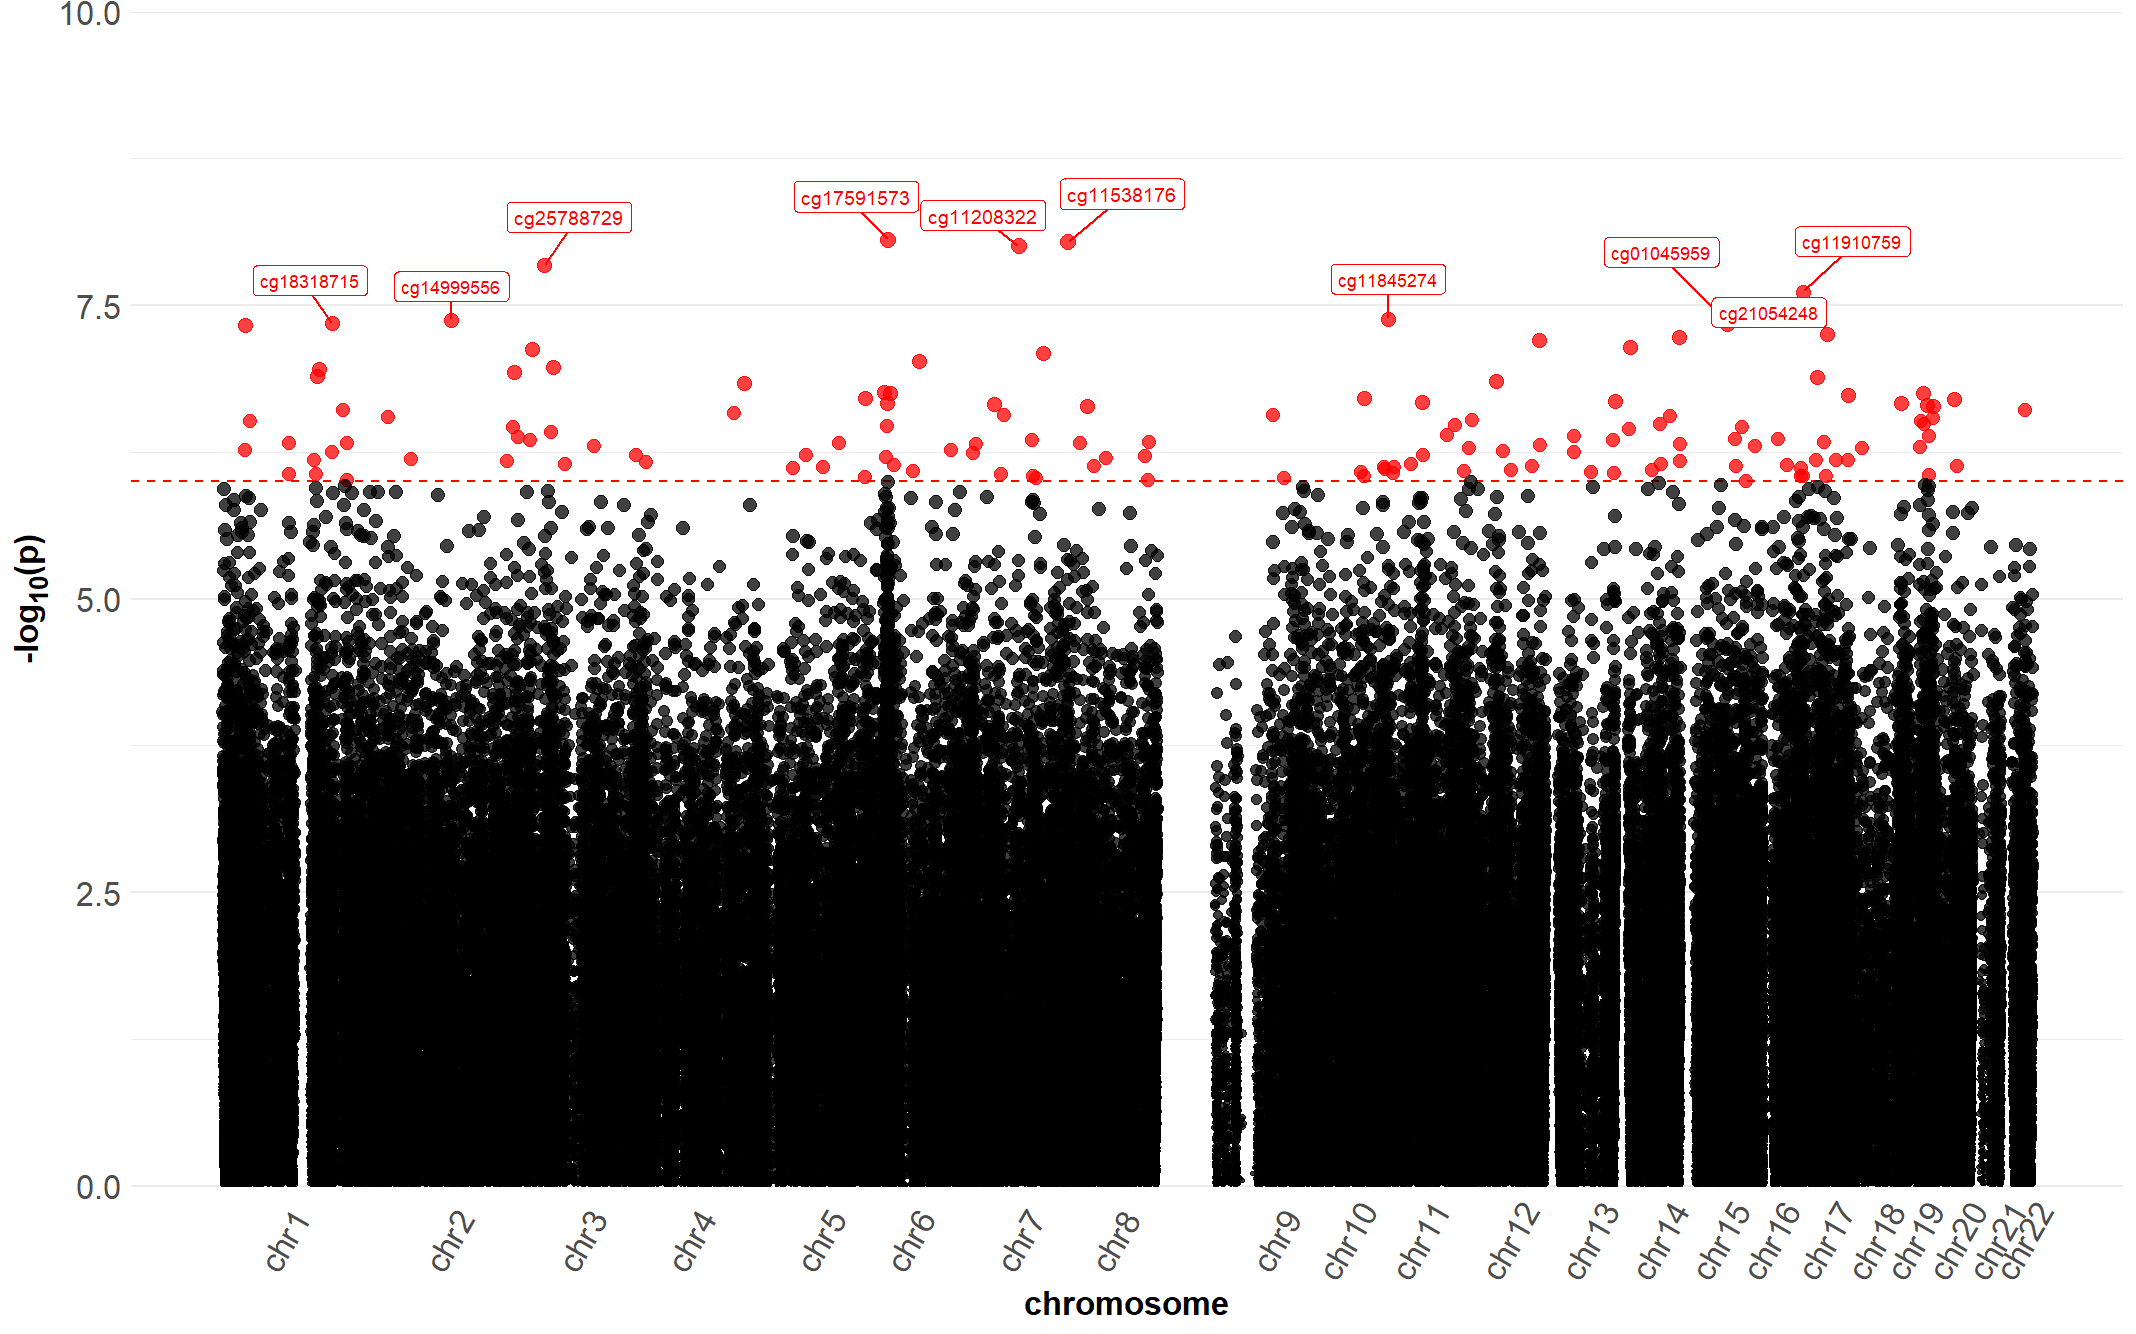 10.0
cg17591573
cg11538176
cg25788729
cg11208322
cg11910759
cg01045959
cg18318715
cg14999556
cg11845274
7.5
cg21054248
5.0
-log10(p)
2.5
0.0
chr1 chr2 chr3 chr4 chr5 chr6 chr7 chr8 chr9 chr10 chr11 chr12 chr13 chr14 chr15 chr16 chr17 chr18 chr19 chr20 chr21 chr22
chromosome